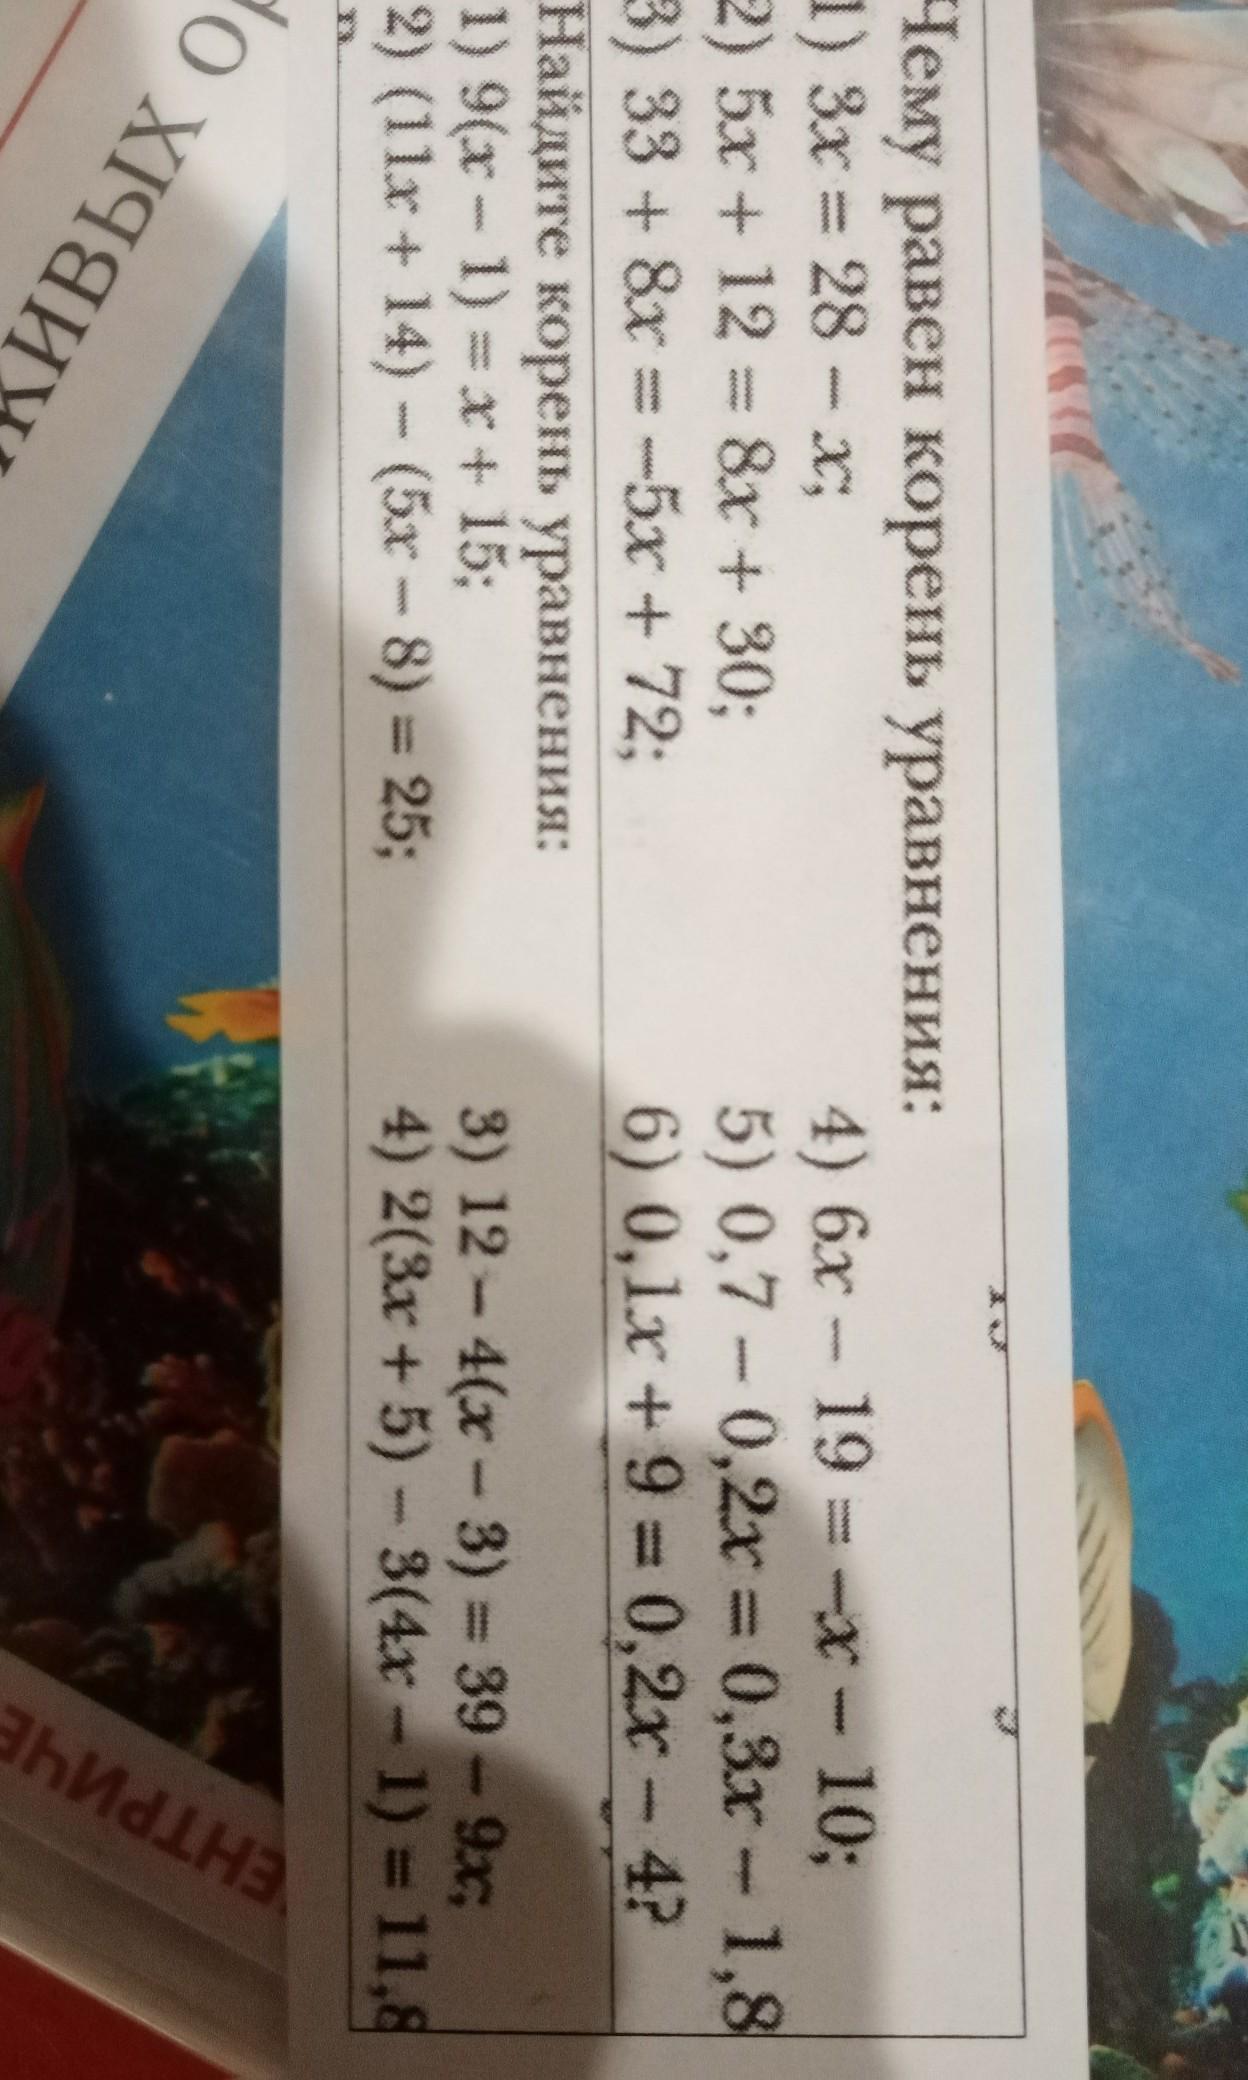 Чему равен корень уравнения:
1) 3x = 28 − x;
2) 5x + 12 = 8x + 30;
3) 33 + 8x = −5x + 72;
4) 6x − 19 = −x − 10;
5) 0,7 − 0,2x = 0,3x − 1,8
6) 0,1x + 9 = 0,2x − 4?
Найдите корень уравнения:
1) 9(x − 1) = x + 15;
2) (11x + 14) − (5x − 8) = 25;
3) 12 − 4(x − 3) = 39 − 9x;
4) 2(3x + 5) − 3(4x − 1) = 11,8
ЖИВЫХ ОР
ЕНТРИЧЕ